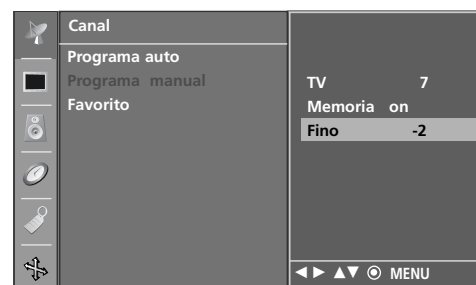 Canal
Programa auto
Programa manual
Favorito
TV 7
Memoria on
Fino -2
◄► ▲▼ ◉ MENU